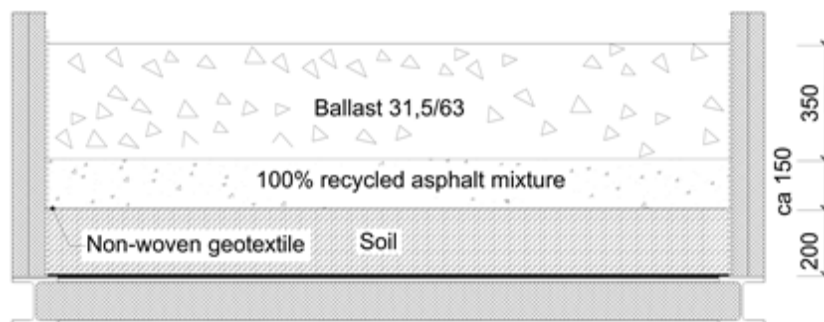 Ballast 31,5/63
350
100% recycled asphalt mixture
ca 150
Non-woven geotextile
Soil
200